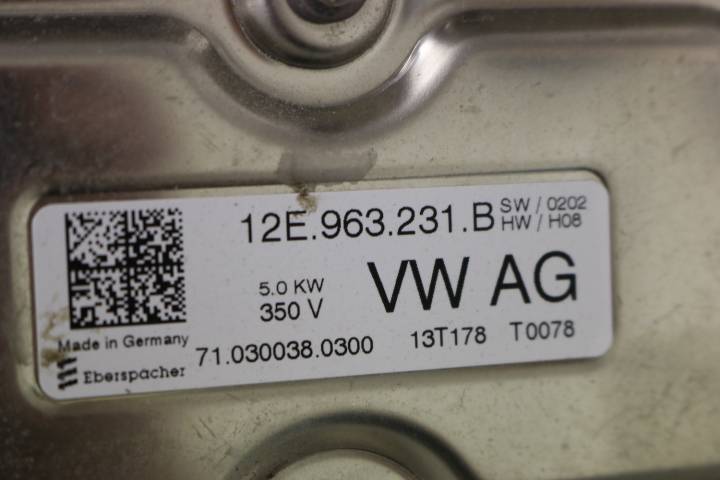 12E.963.231.B SW / 0202
HW / H08
5.0 KW
350 V
VW AG
Made in Germany
Eberspacher
71.030038.0300 13T178 T0078